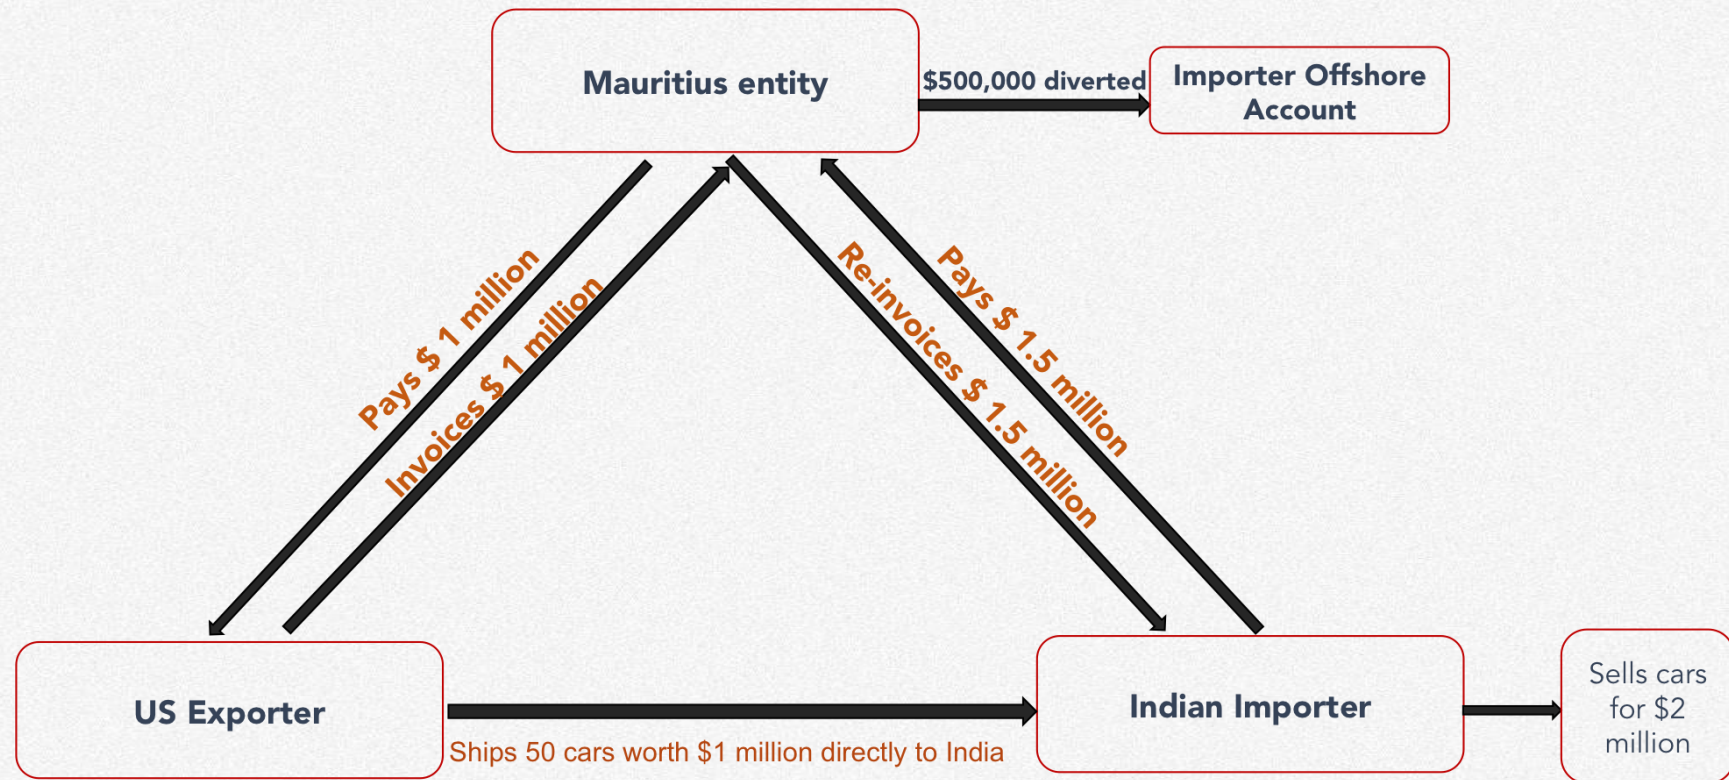 Mauritius entity
$500,000 diverted
Importer Offshore
Account
Pays $ 1 million
Invoices $ 1 million
Re-invoices $ 1.5 million
Pays $ 1.5 million
US Exporter
Ships 50 cars worth $1 million directly to India
Indian Importer
Sells cars
for $2
million